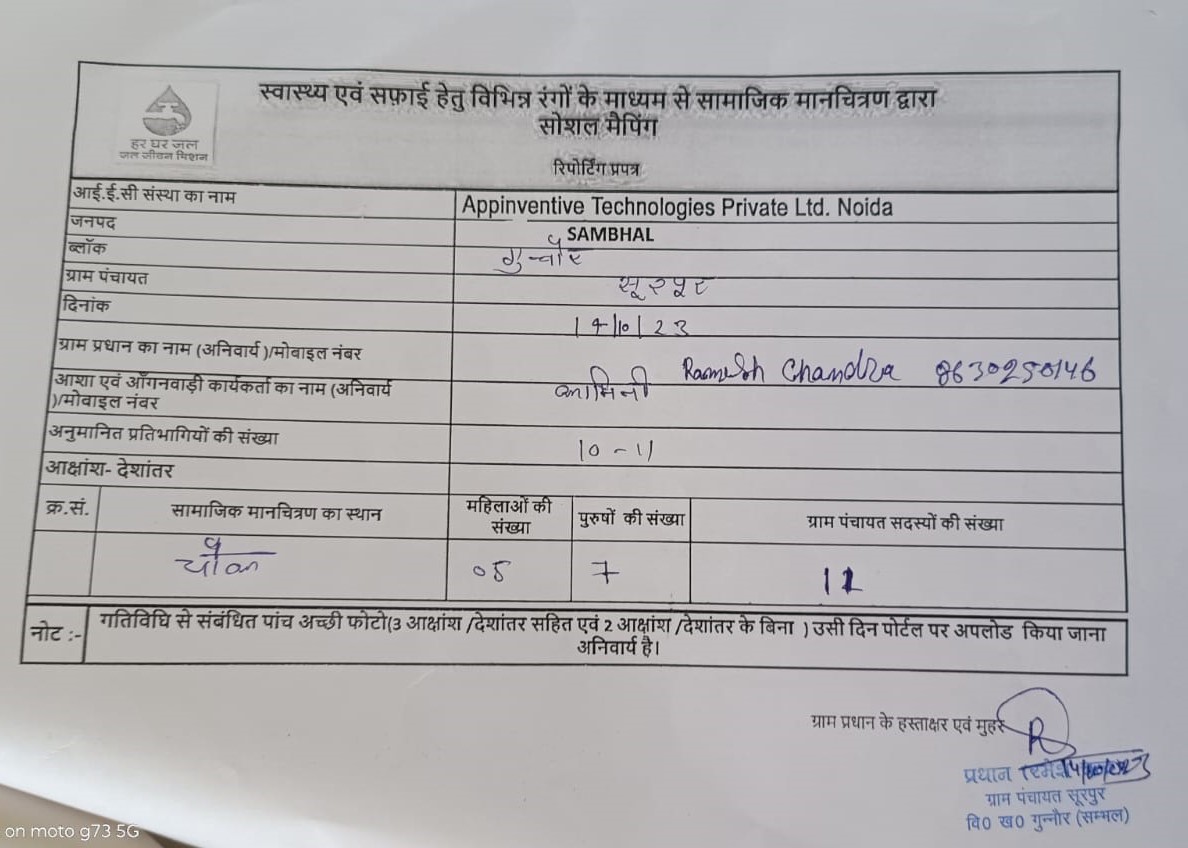 हर घर जल
जल जीवन मिशन
स्वास्थ्य एवं सफ़ाई हेतु विभिन्न रंगों के माध्यम से सामाजिक मानचित्रण द्वारा
सोशल मैपिंग
रिपोर्टिंग प्रपत्र
आई.ई.सी संस्था का नाम Appinventive Technologies Private Ltd. Noida
जनपद SAMBHAL
ब्लॉक गुन्नौर
ग्राम पंचायत सूरपुर
दिनांक 14/10/23
ग्राम प्रधान का नाम (अनिवार्य )/मोबाइल नंबर Ramesh Chandra 8630250146
आशा एवं आँगनवाड़ी कार्यकर्ता का नाम (अनिवार्य कामिनी
)/मोबाइल नंबर
अनुमानित प्रतिभागियों की संख्या 10-11
आक्षांश- देशांतर
क्र.सं. सामाजिक मानचित्रण का स्थान महिलाओं की संख्या पुरुषों की संख्या ग्राम पंचायत सदस्यों की संख्या
चौक 05 7 11
नोट :- गतिविधि से संबंधित पांच अच्छी फोटो(3 आक्षांश /देशांतर सहित एवं 2 आक्षांश /देशांतर के बिना ) उसी दिन पोर्टल पर अपलोड किया जाना
अनिवार्य है।
ग्राम प्रधान के हस्ताक्षर एवं मुहर
प्रधान रमेश
ग्राम पंचायत सूरपुर
वि0 ख0 गुन्नौर (सम्भल)
on moto g73 5G